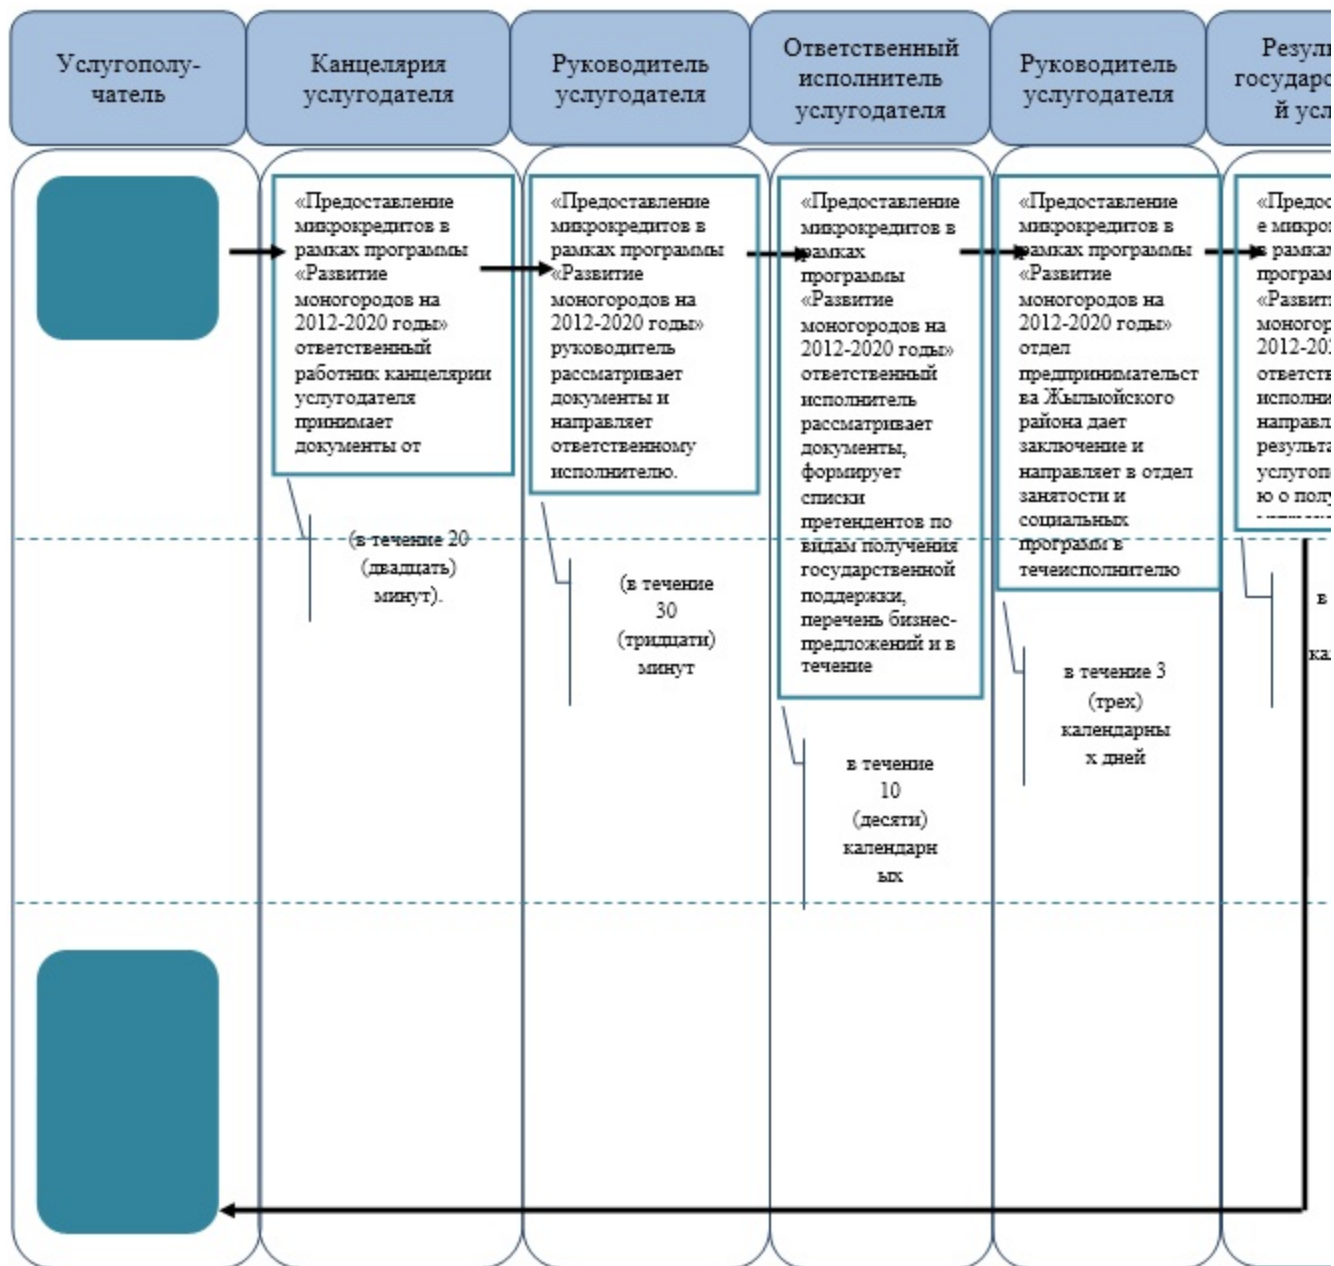 Услугополу-
чатель
Канцелярия
услугодателя
Руководитель
услугодателя
Ответственный
исполнитель
услугодателя
Руководитель
услугодателя
«Предоставление
микрокредитов в
рамках программы
«Развитие
моногородов на
2012-2020 годы»
ответственный
работник канцелярии
услугодателя
принимает
документы от
(в течение 20
(двадцать)
минут).
«Предоставление
микрокредитов в
рамках программы
«Развитие
моногородов на
2012-2020 годы»
руководитель
рассматривает
документы и
направляет
ответственному
исполнителю.
(в течение
30
(тридцати)
минут
«Предоставление
микрокредитов в
рамках
программы
«Развитие
моногородов на
2012-2020 годы»
ответственный
исполнитель
рассматривает
документы,
формирует
списки
претендентов по
видам получения
государственной
поддержки,
перечень бизнес-
предложений и в
течение
в течение
10
(десяти)
календарн
ых
«Предоставление
микрокредитов в
рамках программы
«Развитие
моногородов на
2012-2020 годы»
отдел
предпринимательст
ва Жылыойского
района дает
заключение и
направляет в отдел
занятости и
социальных
программ в
течеисполнителю
в течение 3
(трех)
календарны
х дней
й
е
в рамках
ю о
в